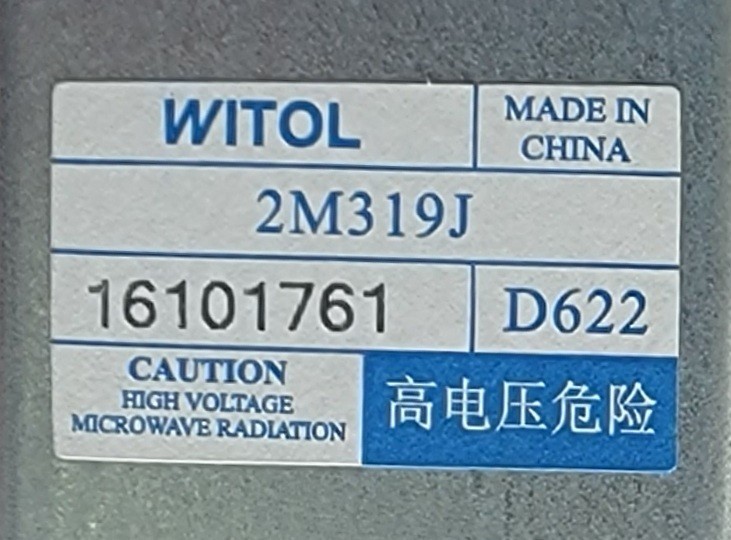 WITOL
MADE IN
CHINA
2M319J
16101761
D622
CAUTION
HIGH VOLTAGE
MICROWAVE RADIATION
高电压危险